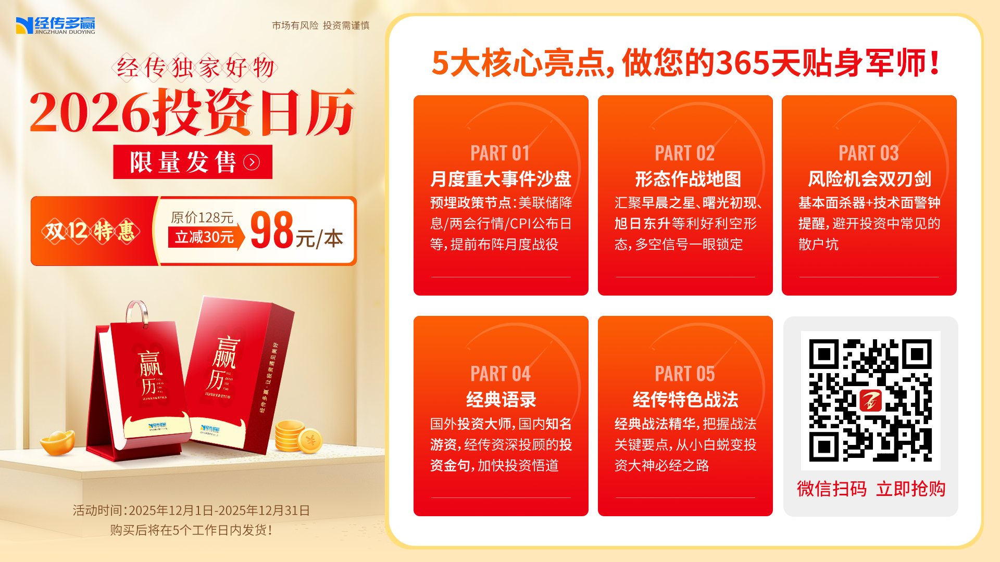 经传多赢
JINGZHUAN DUOYING
市场有风险 投资需谨慎
经传独家好物
2026投资日历
限量发售
双12特惠
原价128元
立减30元
98元/本
赢历
赢历
经传多赢·让投资遇见美好
经传多赢
经传多赢
活动时间：2025年12月1日-2025年12月31日
购买后将在5个工作日内发货！
5大核心亮点，做您的365天贴身军师！
PART 01
月度重大事件沙盘
预埋政策节点：美联储降
息/两会行情/CPI公布日
等，提前布阵月度战役
PART 02
形态作战地图
汇聚早晨之星、曙光初现、
旭日东升等利好利空形
态，多空信号一眼锁定
PART 03
风险机会双刃剑
基本面杀器+技术面警钟
提醒，避开投资中常见的
散户坑
PART 04
经典语录
国外投资大师，国内知名
游资，经传资深投顾的投
资金句，加快投资悟道
PART 05
经传特色战法
经典战法精华，把握战法
关键要点，从小白蜕变投
资大神必经之路
微信扫码 立即抢购